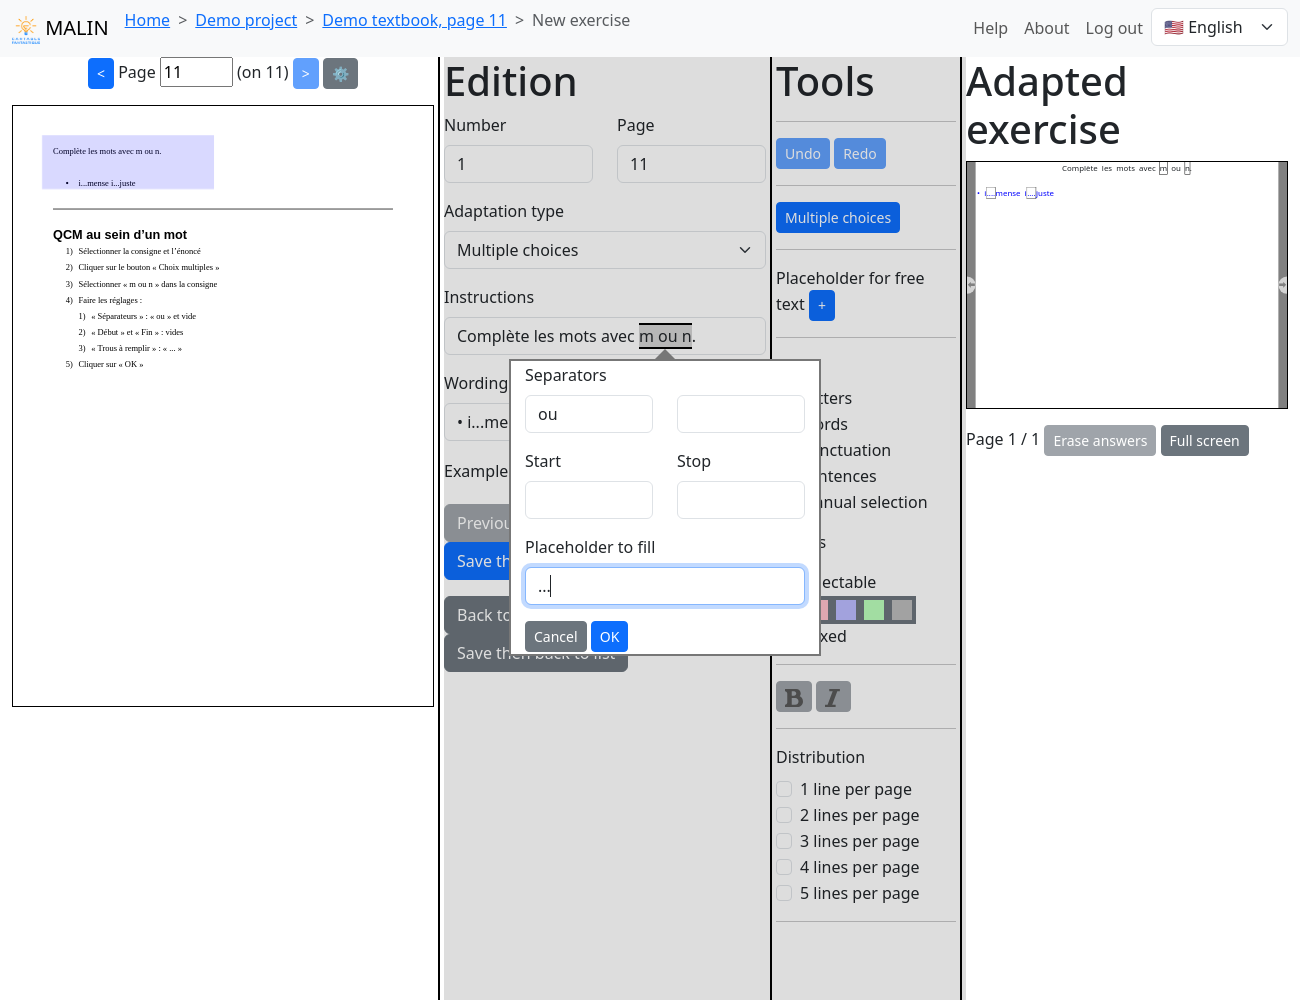 MALIN
Home > Demo project > Demo textbook, page 11 > New exercise
Help About Log out 🇺🇸 English
< Page 11 (on 11) > ⚙️
Complète les mots avec m ou n.
• i...mense i...juste
QCM au sein d'un mot
1) Sélectionner la consigne et l'énoncé
2) Cliquer sur le bouton « Choix multiples »
3) Sélectionner « m ou n » dans la consigne
4) Faire les réglages :
1) « Séparateurs » : « ou » et vide
2) « Début » et « Fin » : vides
3) « Trous à remplir » : « ... »
5) Cliquer sur « OK »
Edition
Number Page
1 11
Adaptation type
Multiple choices
Instructions
Complète les mots avec m ou n.
Wording
• i...me
Example
Previou
Save th
Back to
Save then back to list
Separators
ou
Start Stop
Placeholder to fill
...
Cancel OK
Tools
Undo Redo
Multiple choices
Placeholder for free
text +
tters
ords
nctuation
ntences
nual selection
s
ectable
xed
B I
Distribution
1 line per page
2 lines per page
3 lines per page
4 lines per page
5 lines per page
Adapted
exercise
Complète les mots avec m ou n.
• i...mense i...juste
Page 1 / 1 Erase answers Full screen